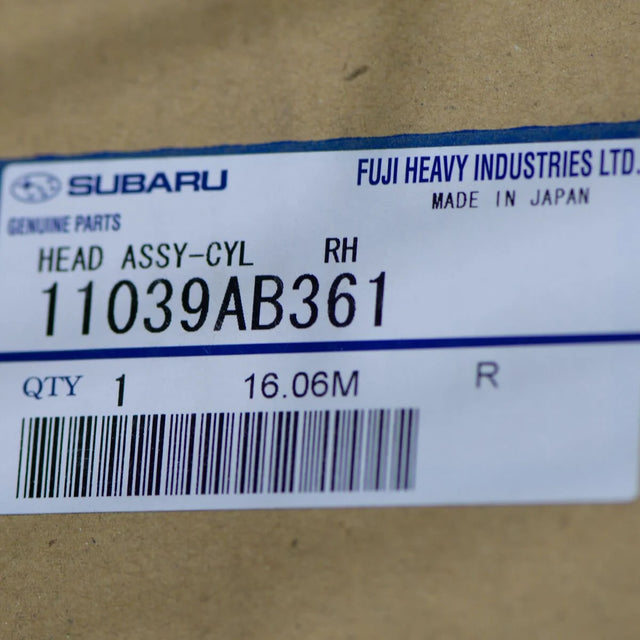 SUBARU
FUJI HEAVY INDUSTRIES LTD.
MADE IN JAPAN
GENUINE PARTS
HEAD ASSY-CYL RH
11039AB361
QTY 1 16.06M R